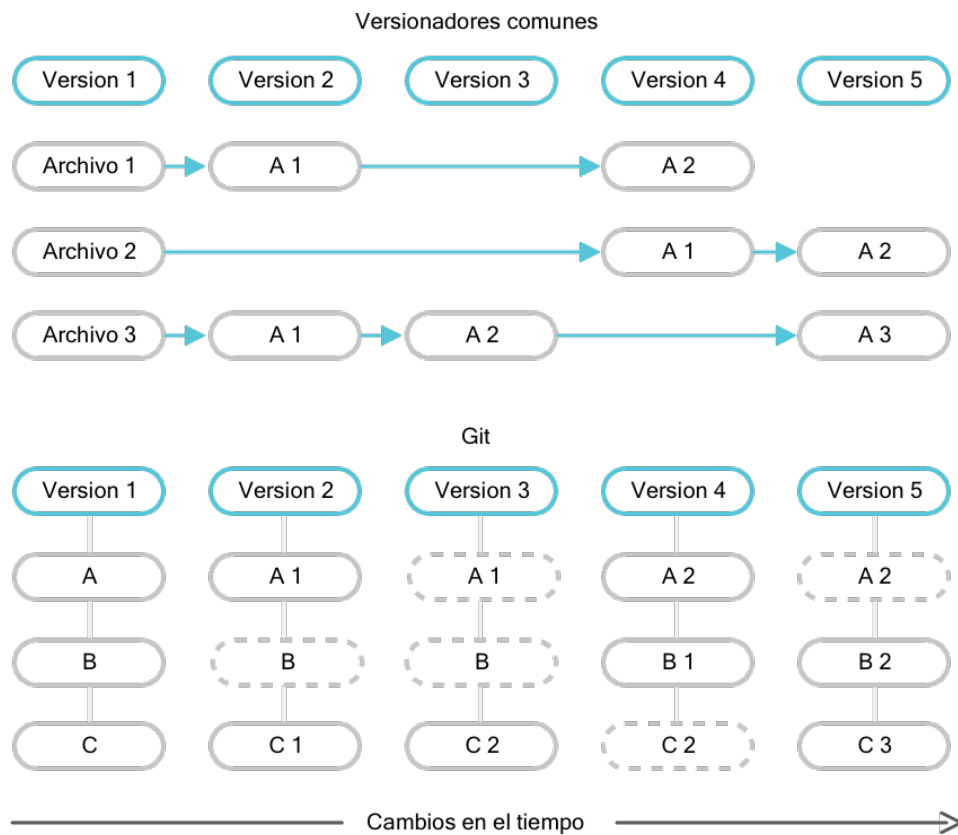 Versionadores comunes
Version 1 Version 2 Version 3 Version 4 Version 5
Archivo 1 A 1 A 2
Archivo 2 A 1 A 2
Archivo 3 A 1 A 2 A 3
Git
Version 1 Version 2 Version 3 Version 4 Version 5
A A 1 A 1 A 2 A 2
B B B B 1 B 2
C C 1 C 2 C 2 C 3
Cambios en el tiempo